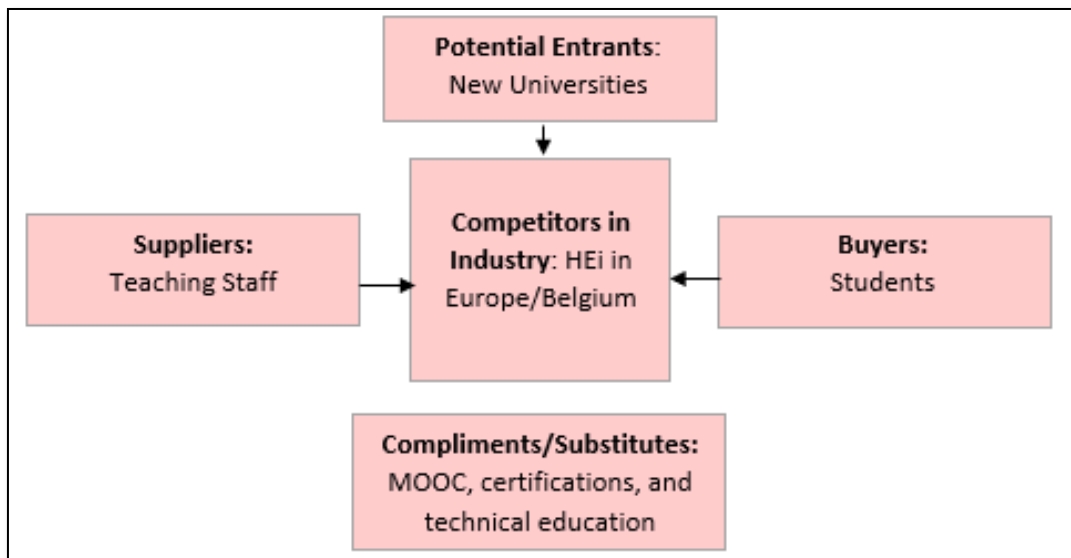 Potential Entrants:
New Universities
Suppliers:
Teaching Staff
Competitors in
Industry: HEi in
Europe/Belgium
Buyers:
Students
Compliments/Substitutes:
MOOC, certifications, and
technical education